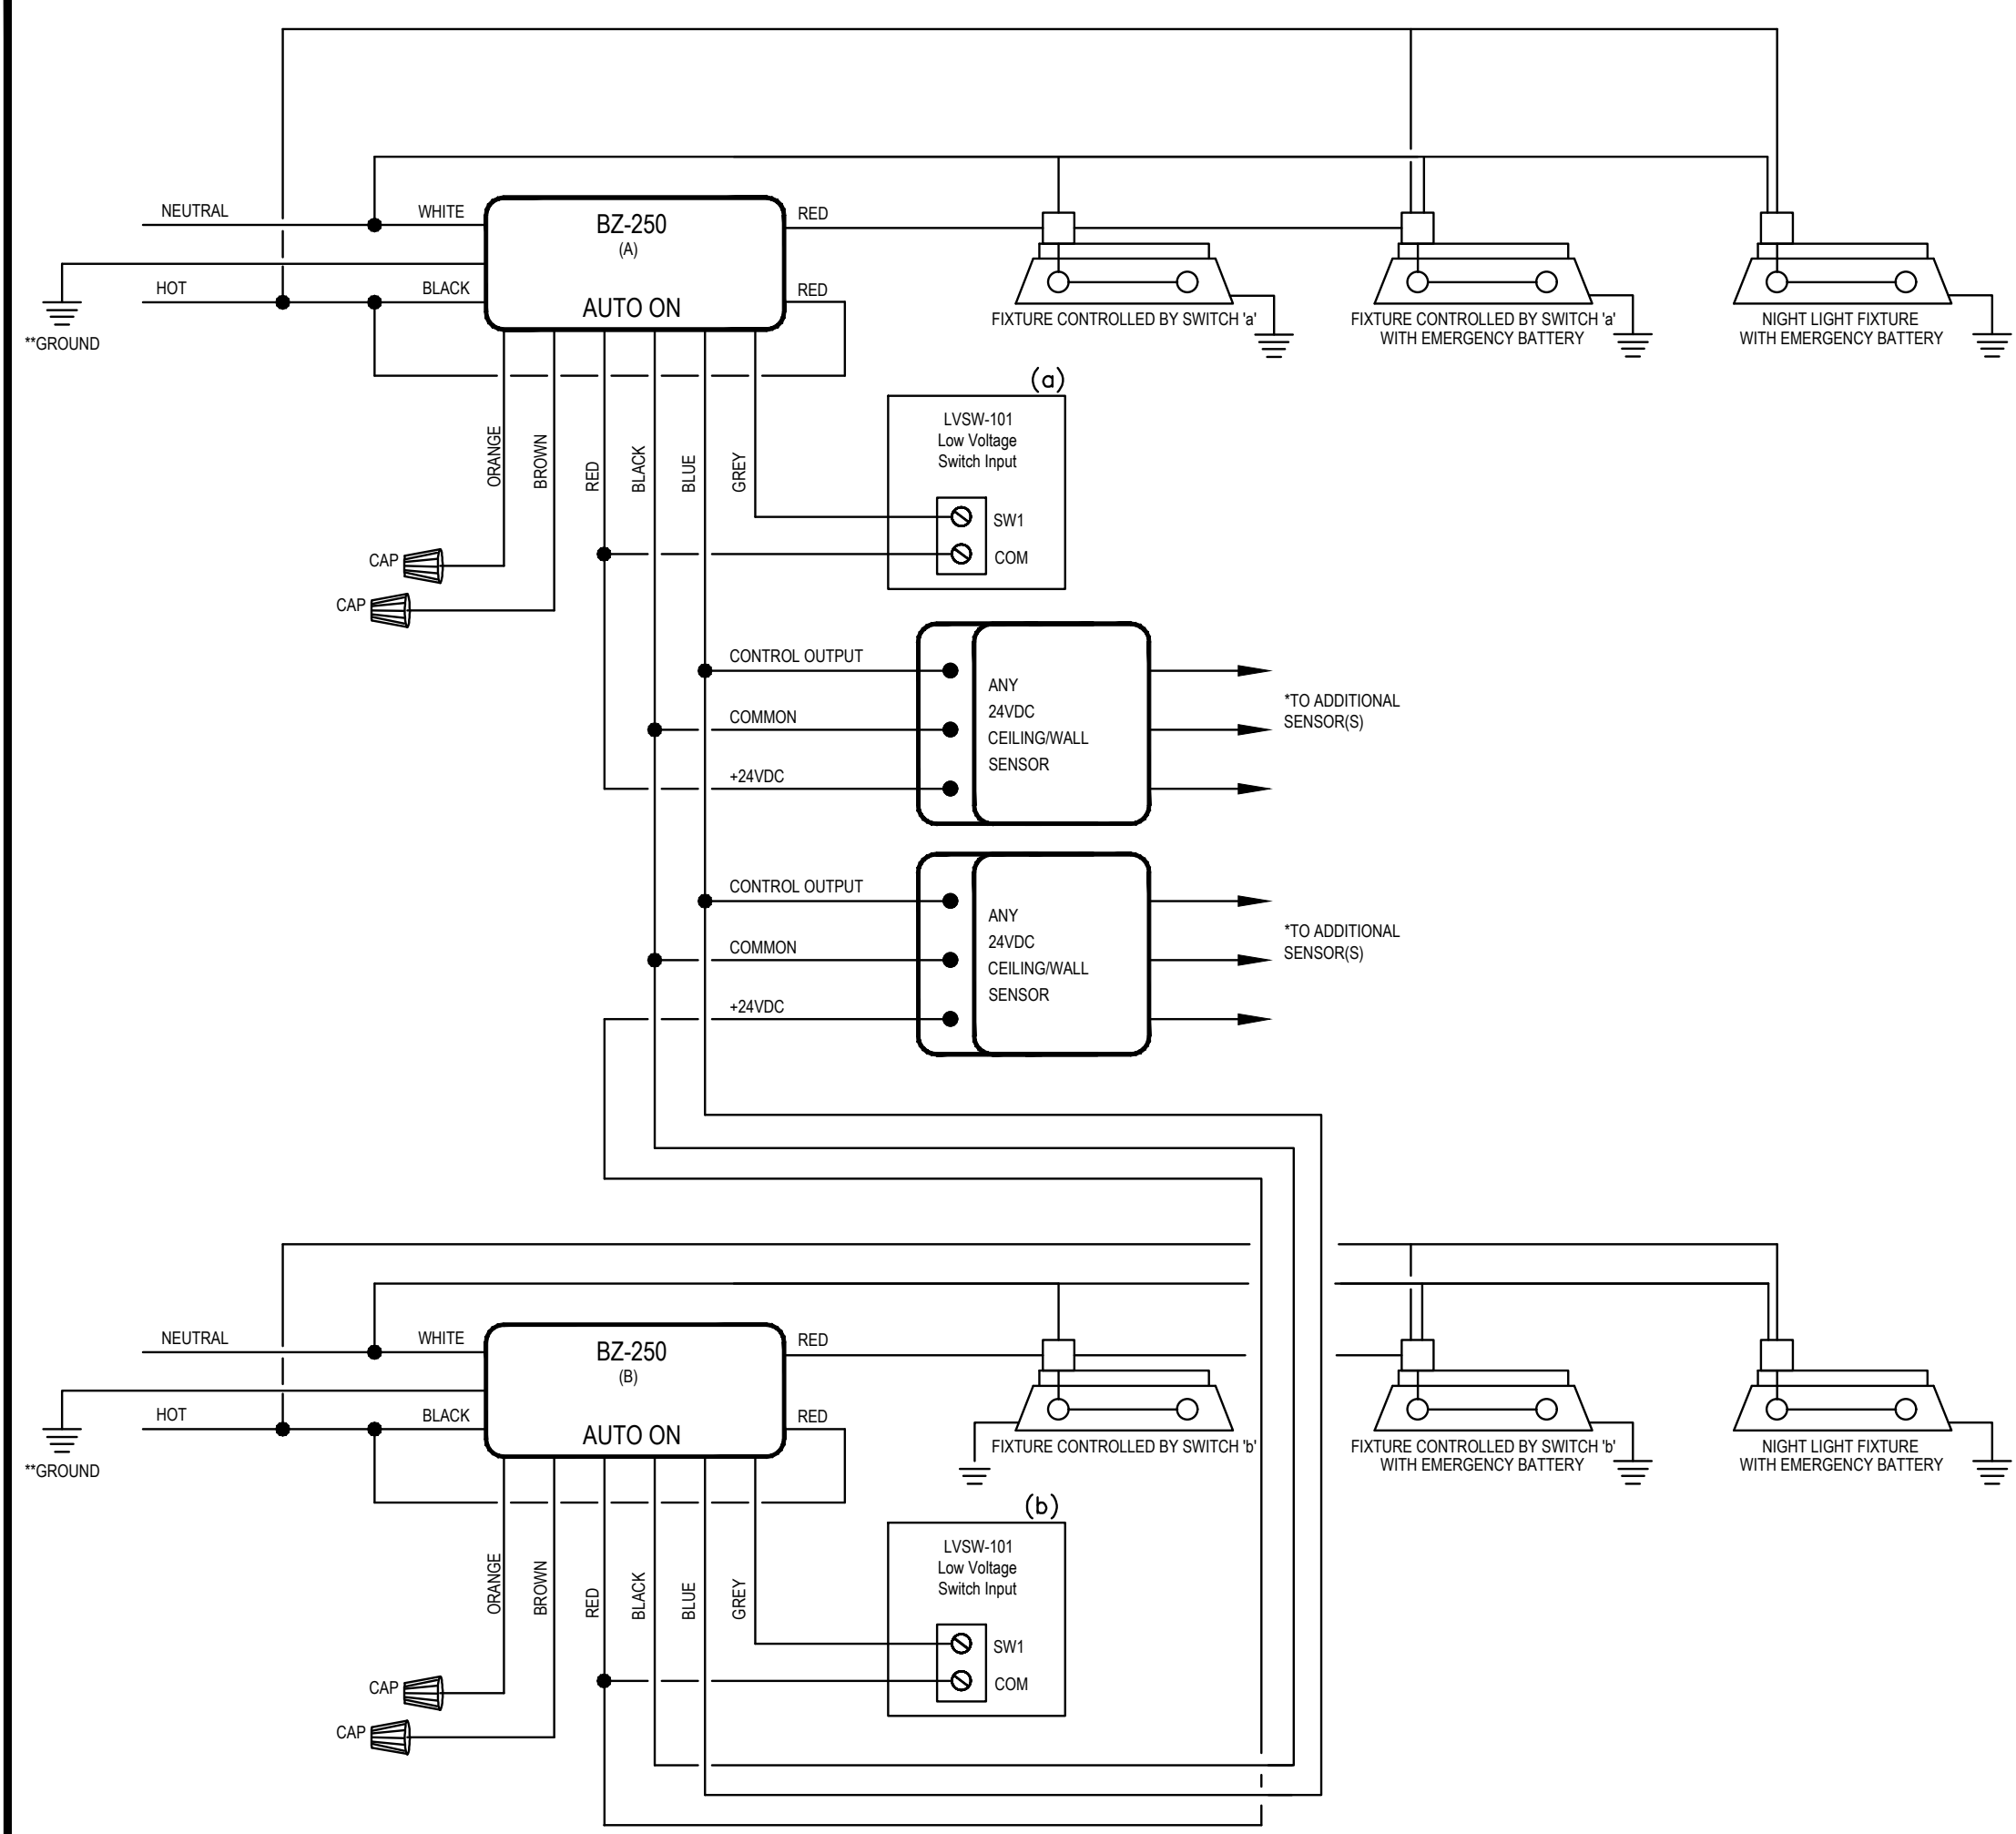 NEUTRAL
WHITE
BZ-250
(A)
RED
HOT
BLACK
AUTO ON
RED
**GROUND
FIXTURE CONTROLLED BY SWITCH 'a'
FIXTURE CONTROLLED BY SWITCH 'a'
WITH EMERGENCY BATTERY
NIGHT LIGHT FIXTURE
WITH EMERGENCY BATTERY
ORANGE
BROWN
RED
BLACK
BLUE
GREY
(a)
LVSW-101
Low Voltage
Switch Input
SW1
COM
CAP
CAP
CONTROL OUTPUT
COMMON
+24VDC
ANY
24VDC
CEILING/WALL
SENSOR
*TO ADDITIONAL
SENSOR(S)
CONTROL OUTPUT
COMMON
+24VDC
ANY
24VDC
CEILING/WALL
SENSOR
*TO ADDITIONAL
SENSOR(S)
NEUTRAL
WHITE
BZ-250
(B)
RED
HOT
BLACK
AUTO ON
RED
**GROUND
FIXTURE CONTROLLED BY SWITCH 'b'
FIXTURE CONTROLLED BY SWITCH 'b'
WITH EMERGENCY BATTERY
NIGHT LIGHT FIXTURE
WITH EMERGENCY BATTERY
ORANGE
BROWN
RED
BLACK
BLUE
GREY
(b)
LVSW-101
Low Voltage
Switch Input
SW1
COM
CAP
CAP